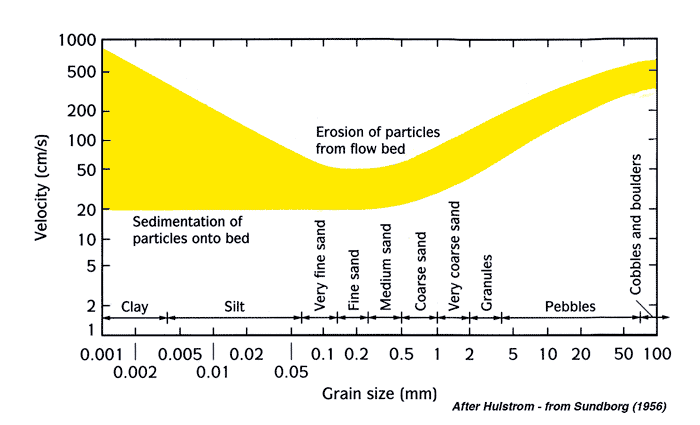 1000
500
200
100
50
20
10
5
2
1
Velocity (cm/s)
Erosion of particles
from flow bed
Sedimentation of
particles onto bed
Clay
Silt
Very fine sand
Fine sand
Medium sand
Coarse sand
Very coarse sand
Granules
Pebbles
Cobbles and boulders
0.001 0.005 0.02 0.1 0.2 0.5 1 2 5 10 20 50 100
0.002 0.01 0.05
Grain size (mm)
After Hulstrom - from Sundborg (1956)